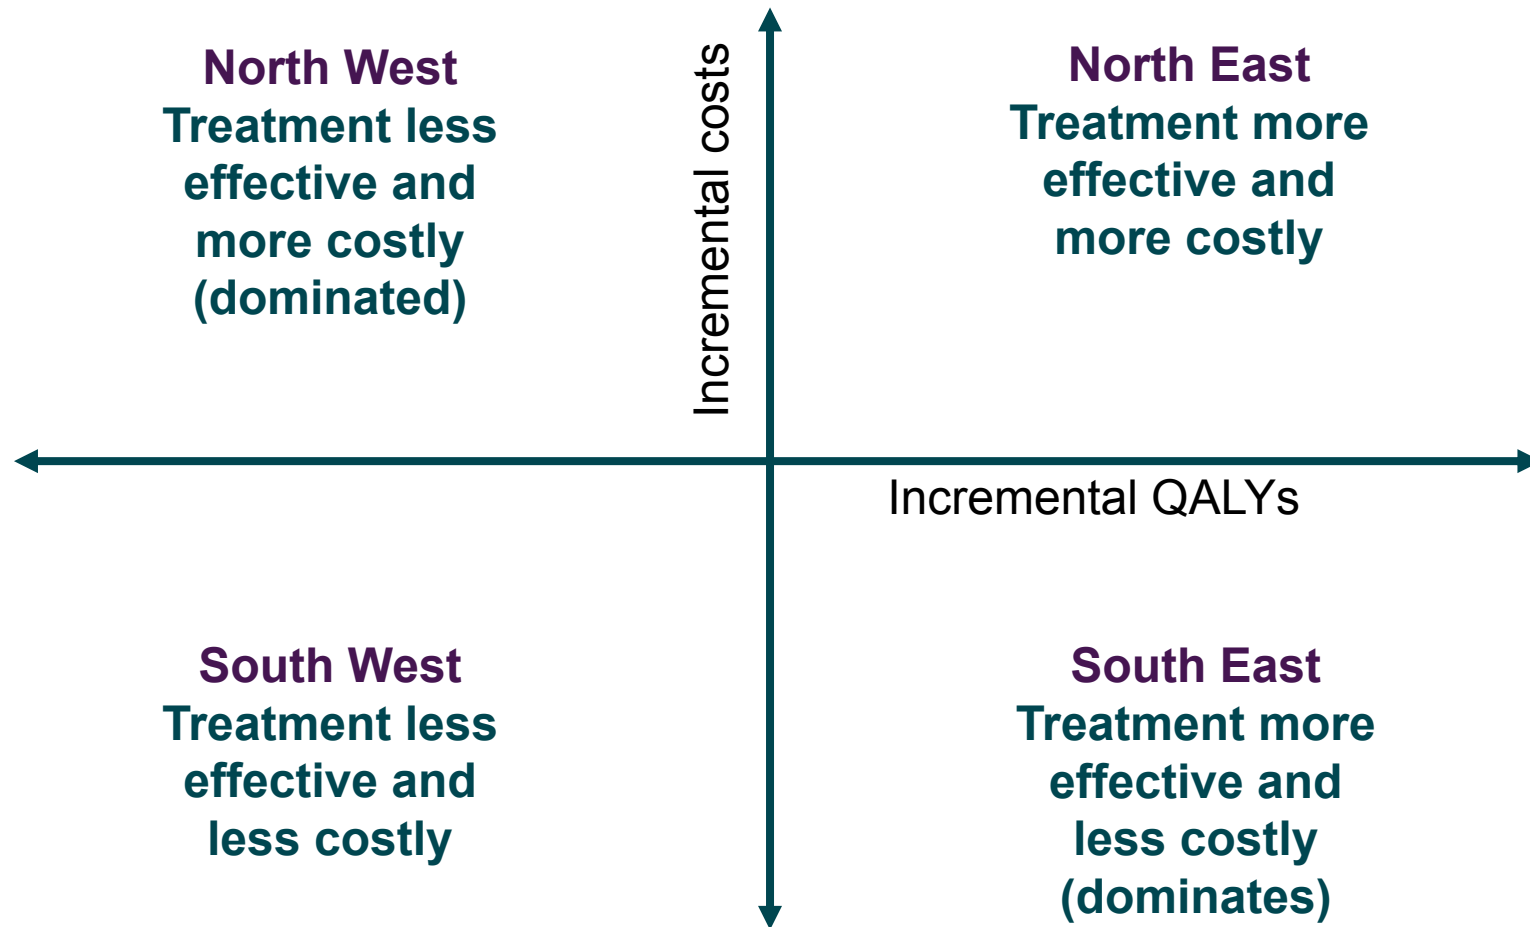 North West
Treatment less
effective and
more costly
(dominated)
Incremental costs
North East
Treatment more
effective and
more costly
Incremental QALYs
South West
Treatment less
effective and
less costly
South East
Treatment more
effective and
less costly
(dominates)